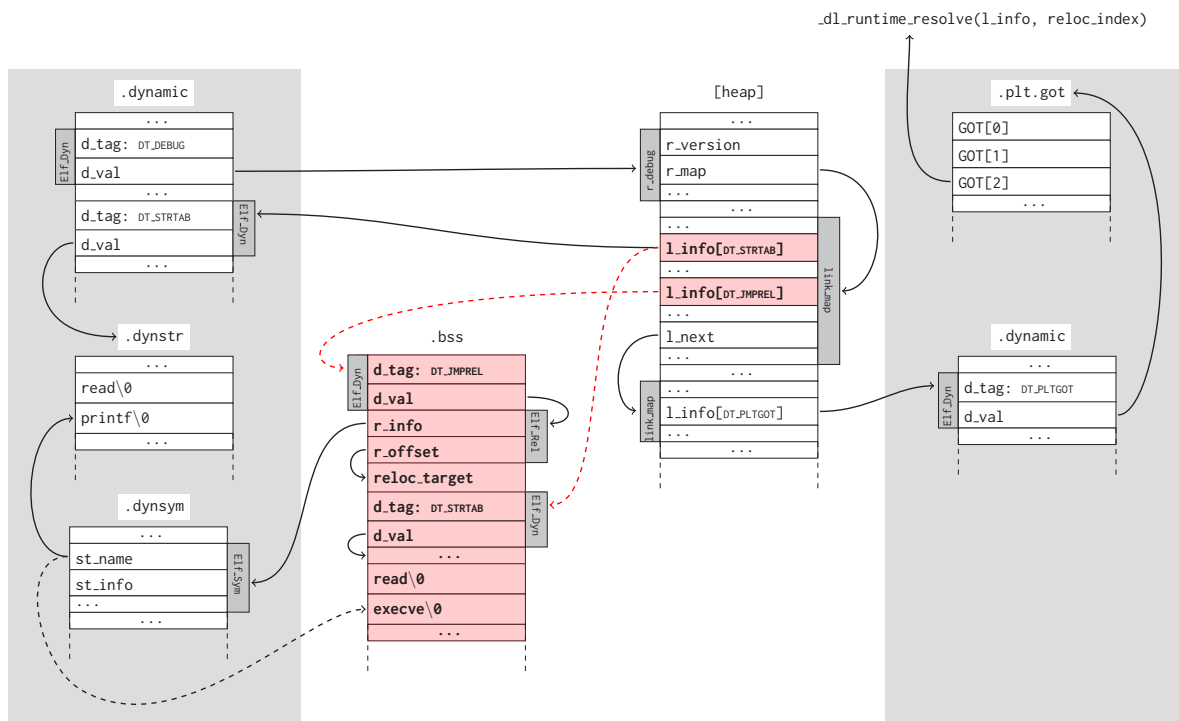 _dl_runtime_resolve(l_info, reloc_index)
.dynamic
...
Elf_Dyn
d_tag: DT_DEBUG
d_val
...
d_tag: DT_STRTAB
Elf_Dyn
d_val
...
.dynstr
...
read\0
printf\0
...
.dynsym
...
st_name
Elf_Sym
st_info
...
...
.bss
Elf_Dyn
d_tag: DT_JMPREL
d_val
r_info
Elf_Rel
r_offset
reloc_target
d_tag: DT_STRTAB
Elf_Dyn
d_val
...
read\0
execve\0
...
[heap]
...
r_debug
r_version
r_map
...
...
...
l_info[DT_STRTAB]
link_map
...
l_info[DT_JMPREL]
...
l_next
...
...
link_map
...
l_info[DT_PLTGOT]
...
...
.plt.got
GOT[0]
GOT[1]
GOT[2]
...
.dynamic
...
Elf_Dyn
d_tag: DT_PLTGOT
d_val
...